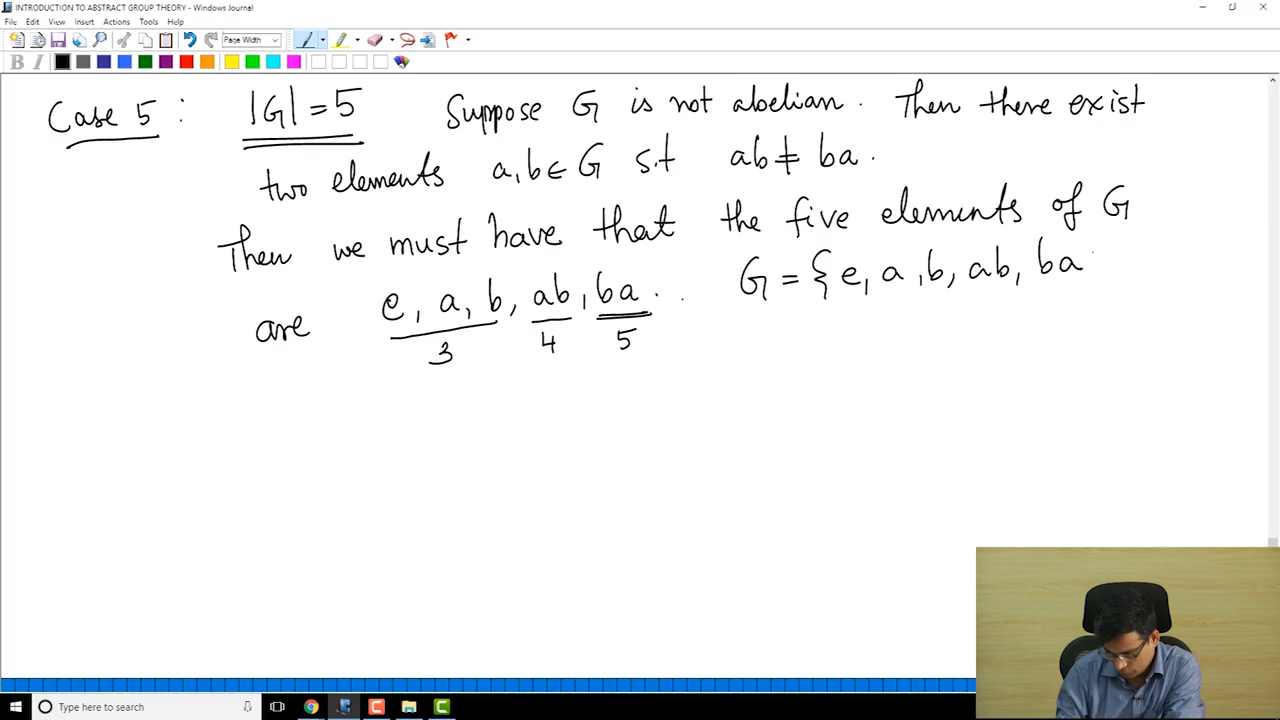 INTRODUCTION TO ABSTRACT GROUP THEORY - Windows Journal
File Edit View Insert Actions Tools Help
Page Width
B I
Case 5 : |G| = 5 Suppose G is not abelian. Then there exist
two elements a, b ∈ G s.t ab ≠ ba.
Then we must have that the five elements of G
are e, a, b, ab, ba. G = { e, a, b, ab, ba
3 4 5
Type here to search